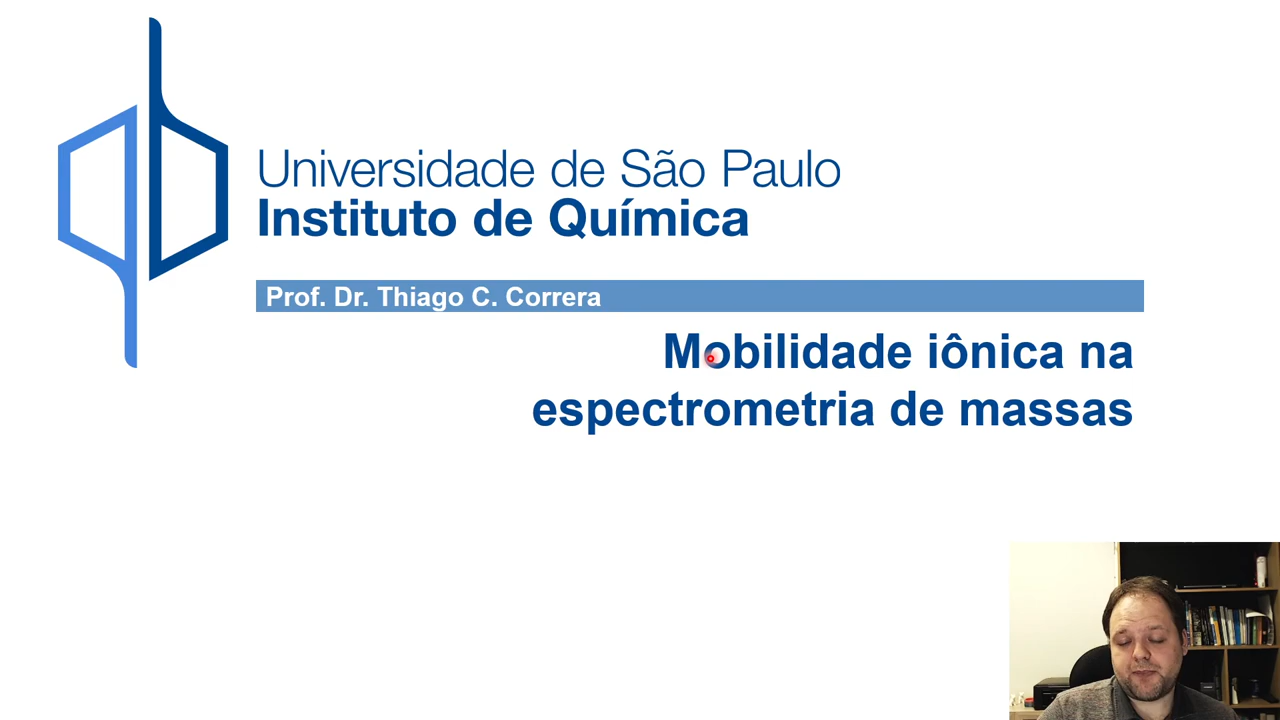 Universidade de São Paulo
Instituto de Química
Prof. Dr. Thiago C. Correra
Mobilidade iônica na
espectrometria de massas